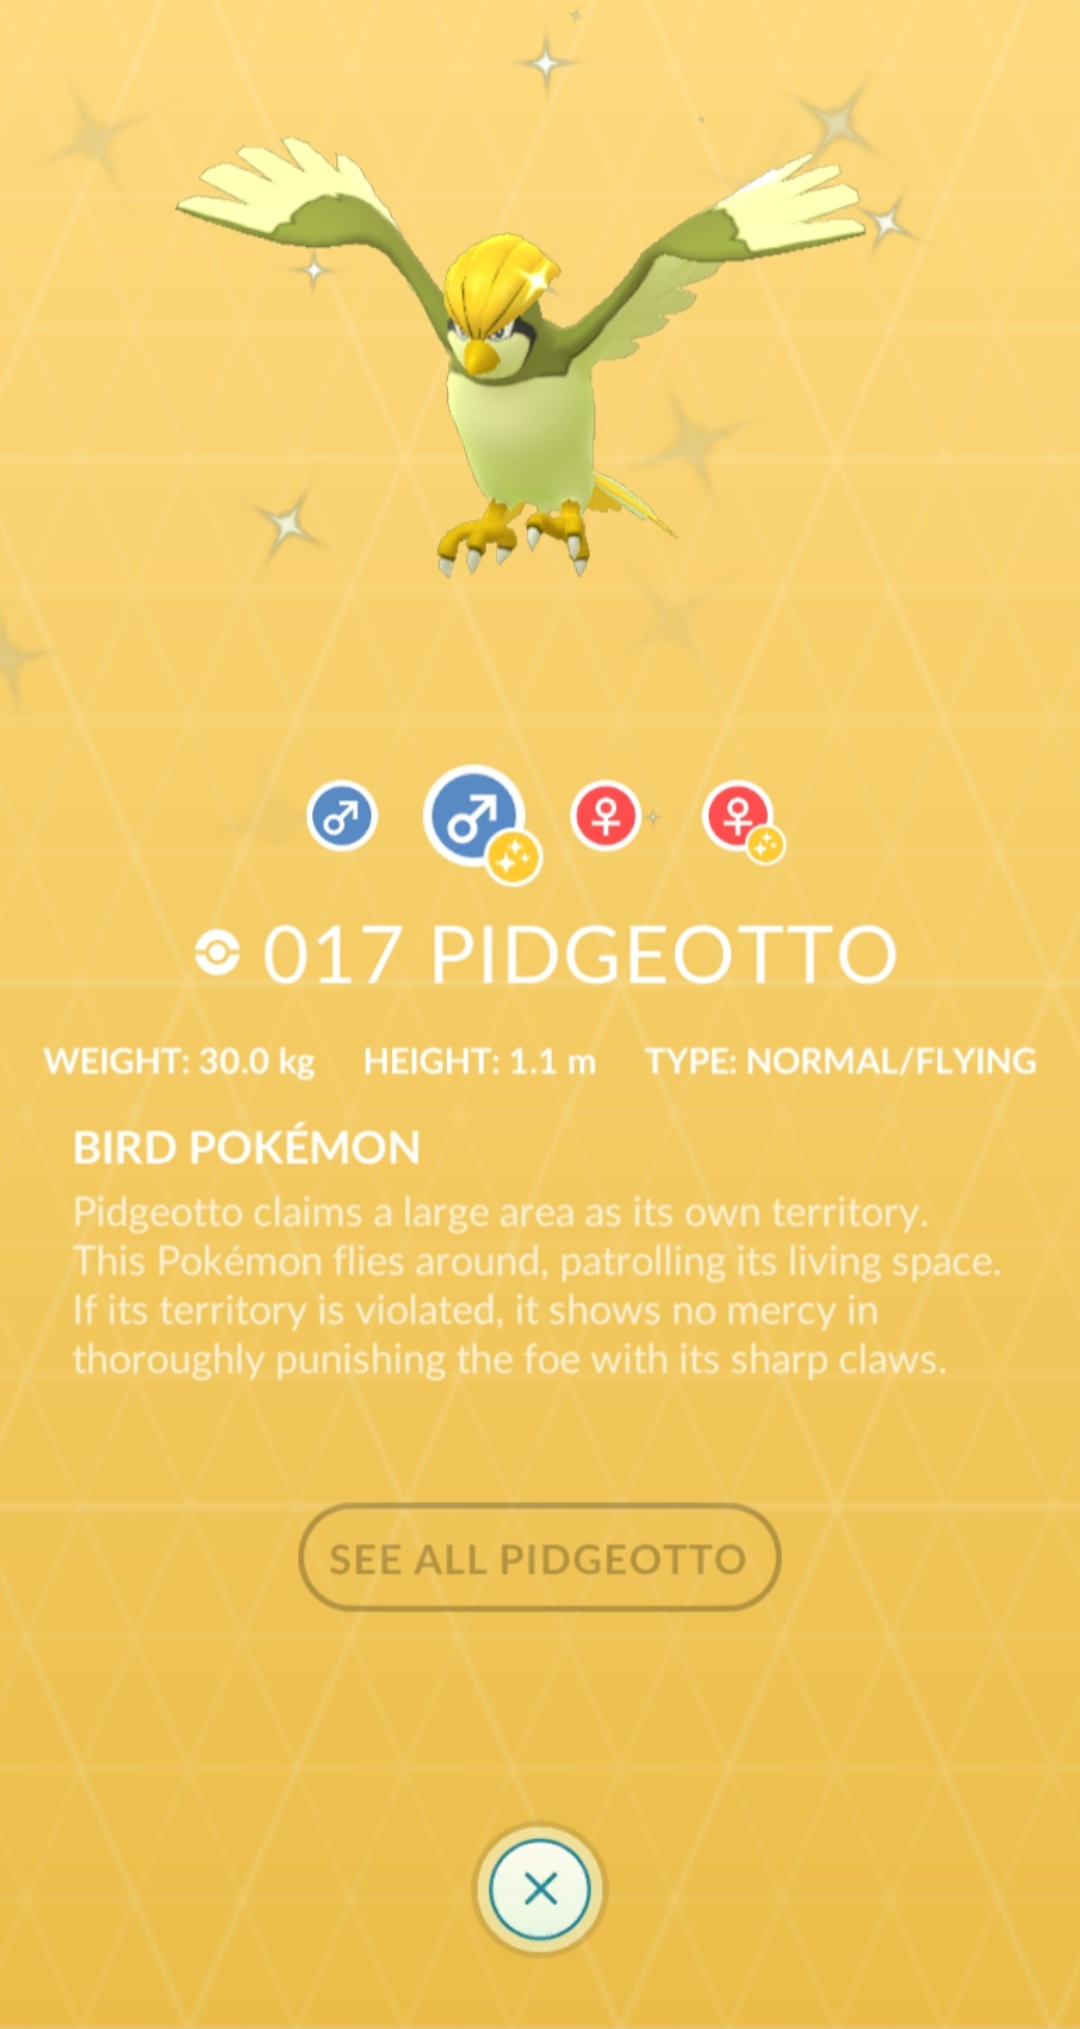 017 PIDGEOTTO
WEIGHT: 30.0 kg HEIGHT: 1.1 m TYPE: NORMAL/FLYING
BIRD POKÉMON
Pidgeotto claims a large area as its own territory.
This Pokémon flies around, patrolling its living space.
If its territory is violated, it shows no mercy in
thoroughly punishing the foe with its sharp claws.
SEE ALL PIDGEOTTO